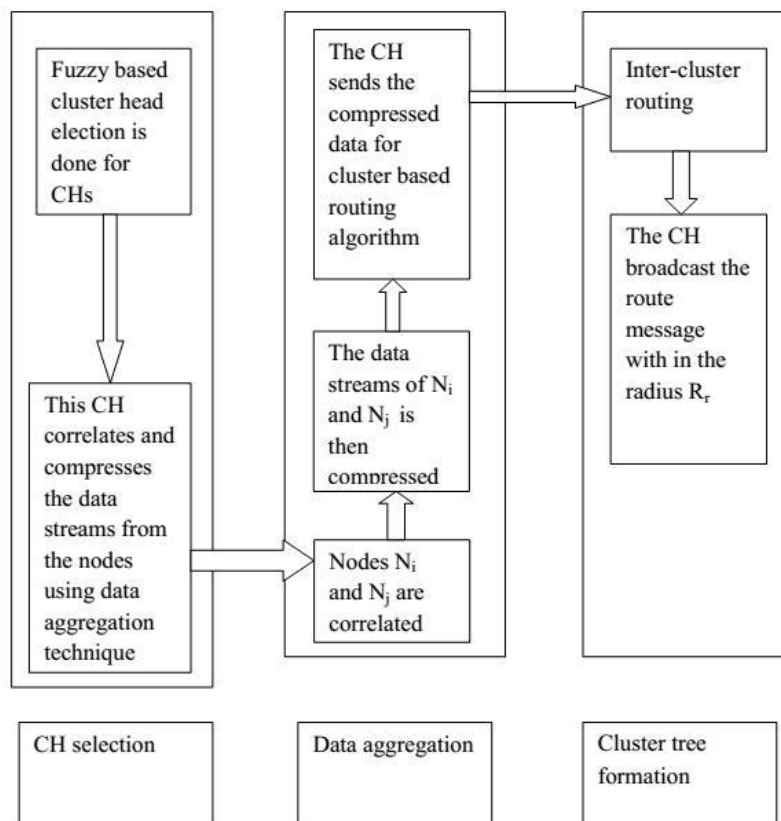 Fuzzy based
cluster head
election is
done for
CHs
This CH
correlates and
compresses
the data
streams from
the nodes
using data
aggregation
technique
The CH
sends the
compressed
data for
cluster based
routing
algorithm
The data
streams of Nᵢ
and Nⱼ is
then
compressed
Nodes Nᵢ
and Nⱼ are
correlated
Inter-cluster
routing
The CH
broadcast the
route
message
with in the
radius Rᵣ
CH selection
Data aggregation
Cluster tree
formation